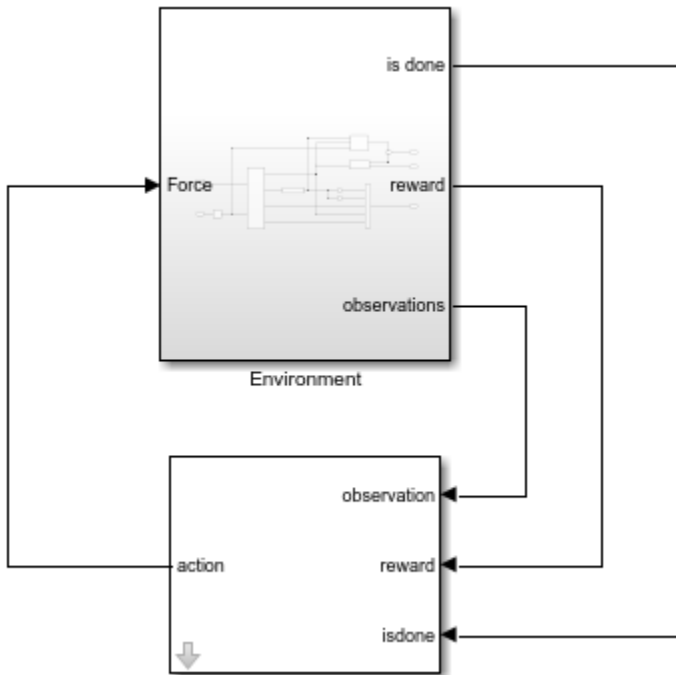 is done
Force
reward
observations
Environment
observation
action
reward
isdone